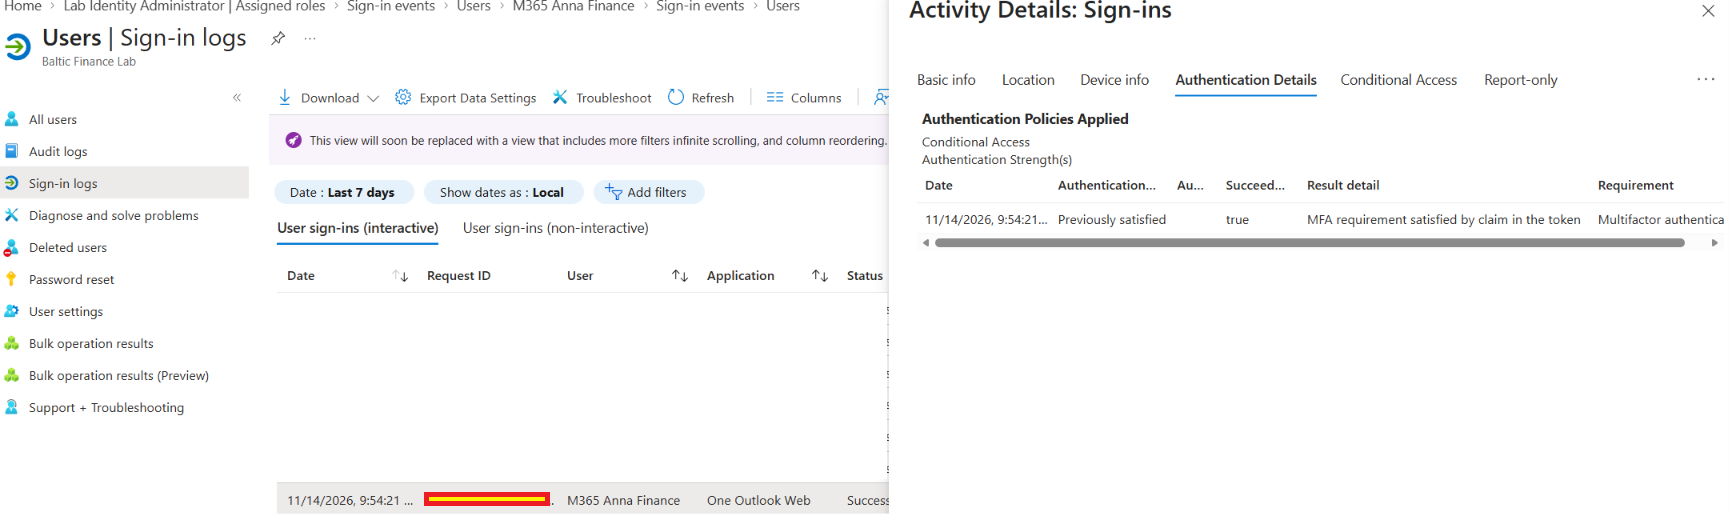 Home > Lab Identity Administrator | Assigned roles > Sign-in events > Users > M365 Anna Finance > Sign-in events > Users
Users | Sign-in logs
Baltic Finance Lab
All users
Audit logs
Sign-in logs
Diagnose and solve problems
Deleted users
Password reset
User settings
Bulk operation results
Bulk operation results (Preview)
Support + Troubleshooting
Download Export Data Settings Troubleshoot Refresh Columns
This view will soon be replaced with a view that includes more filters infinite scrolling, and column reordering.
Date : Last 7 days Show dates as : Local Add filters
User sign-ins (interactive) User sign-ins (non-interactive)
Date Request ID User Application Status
11/14/2026, 9:54:21 ... M365 Anna Finance One Outlook Web Success
Activity Details: Sign-ins
Basic info Location Device info Authentication Details Conditional Access Report-only
Authentication Policies Applied
Conditional Access
Authentication Strength(s)
Date Authentication... Au... Succeed... Result detail Requirement
11/14/2026, 9:54:21... Previously satisfied true MFA requirement satisfied by claim in the token Multifactor authentica